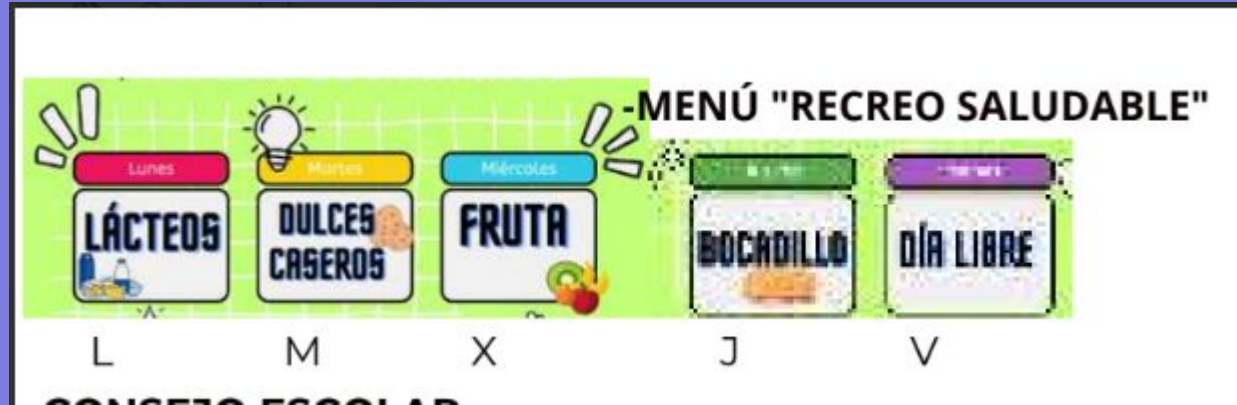 -MENÚ "RECREO SALUDABLE"
Lunes
Martes
Miércoles
LÁCTEOS
DULCES
CASEROS
FRUTA
BOCADILLO
DÍA LIBRE
L M X J V
CONSEJO ESCOLAR